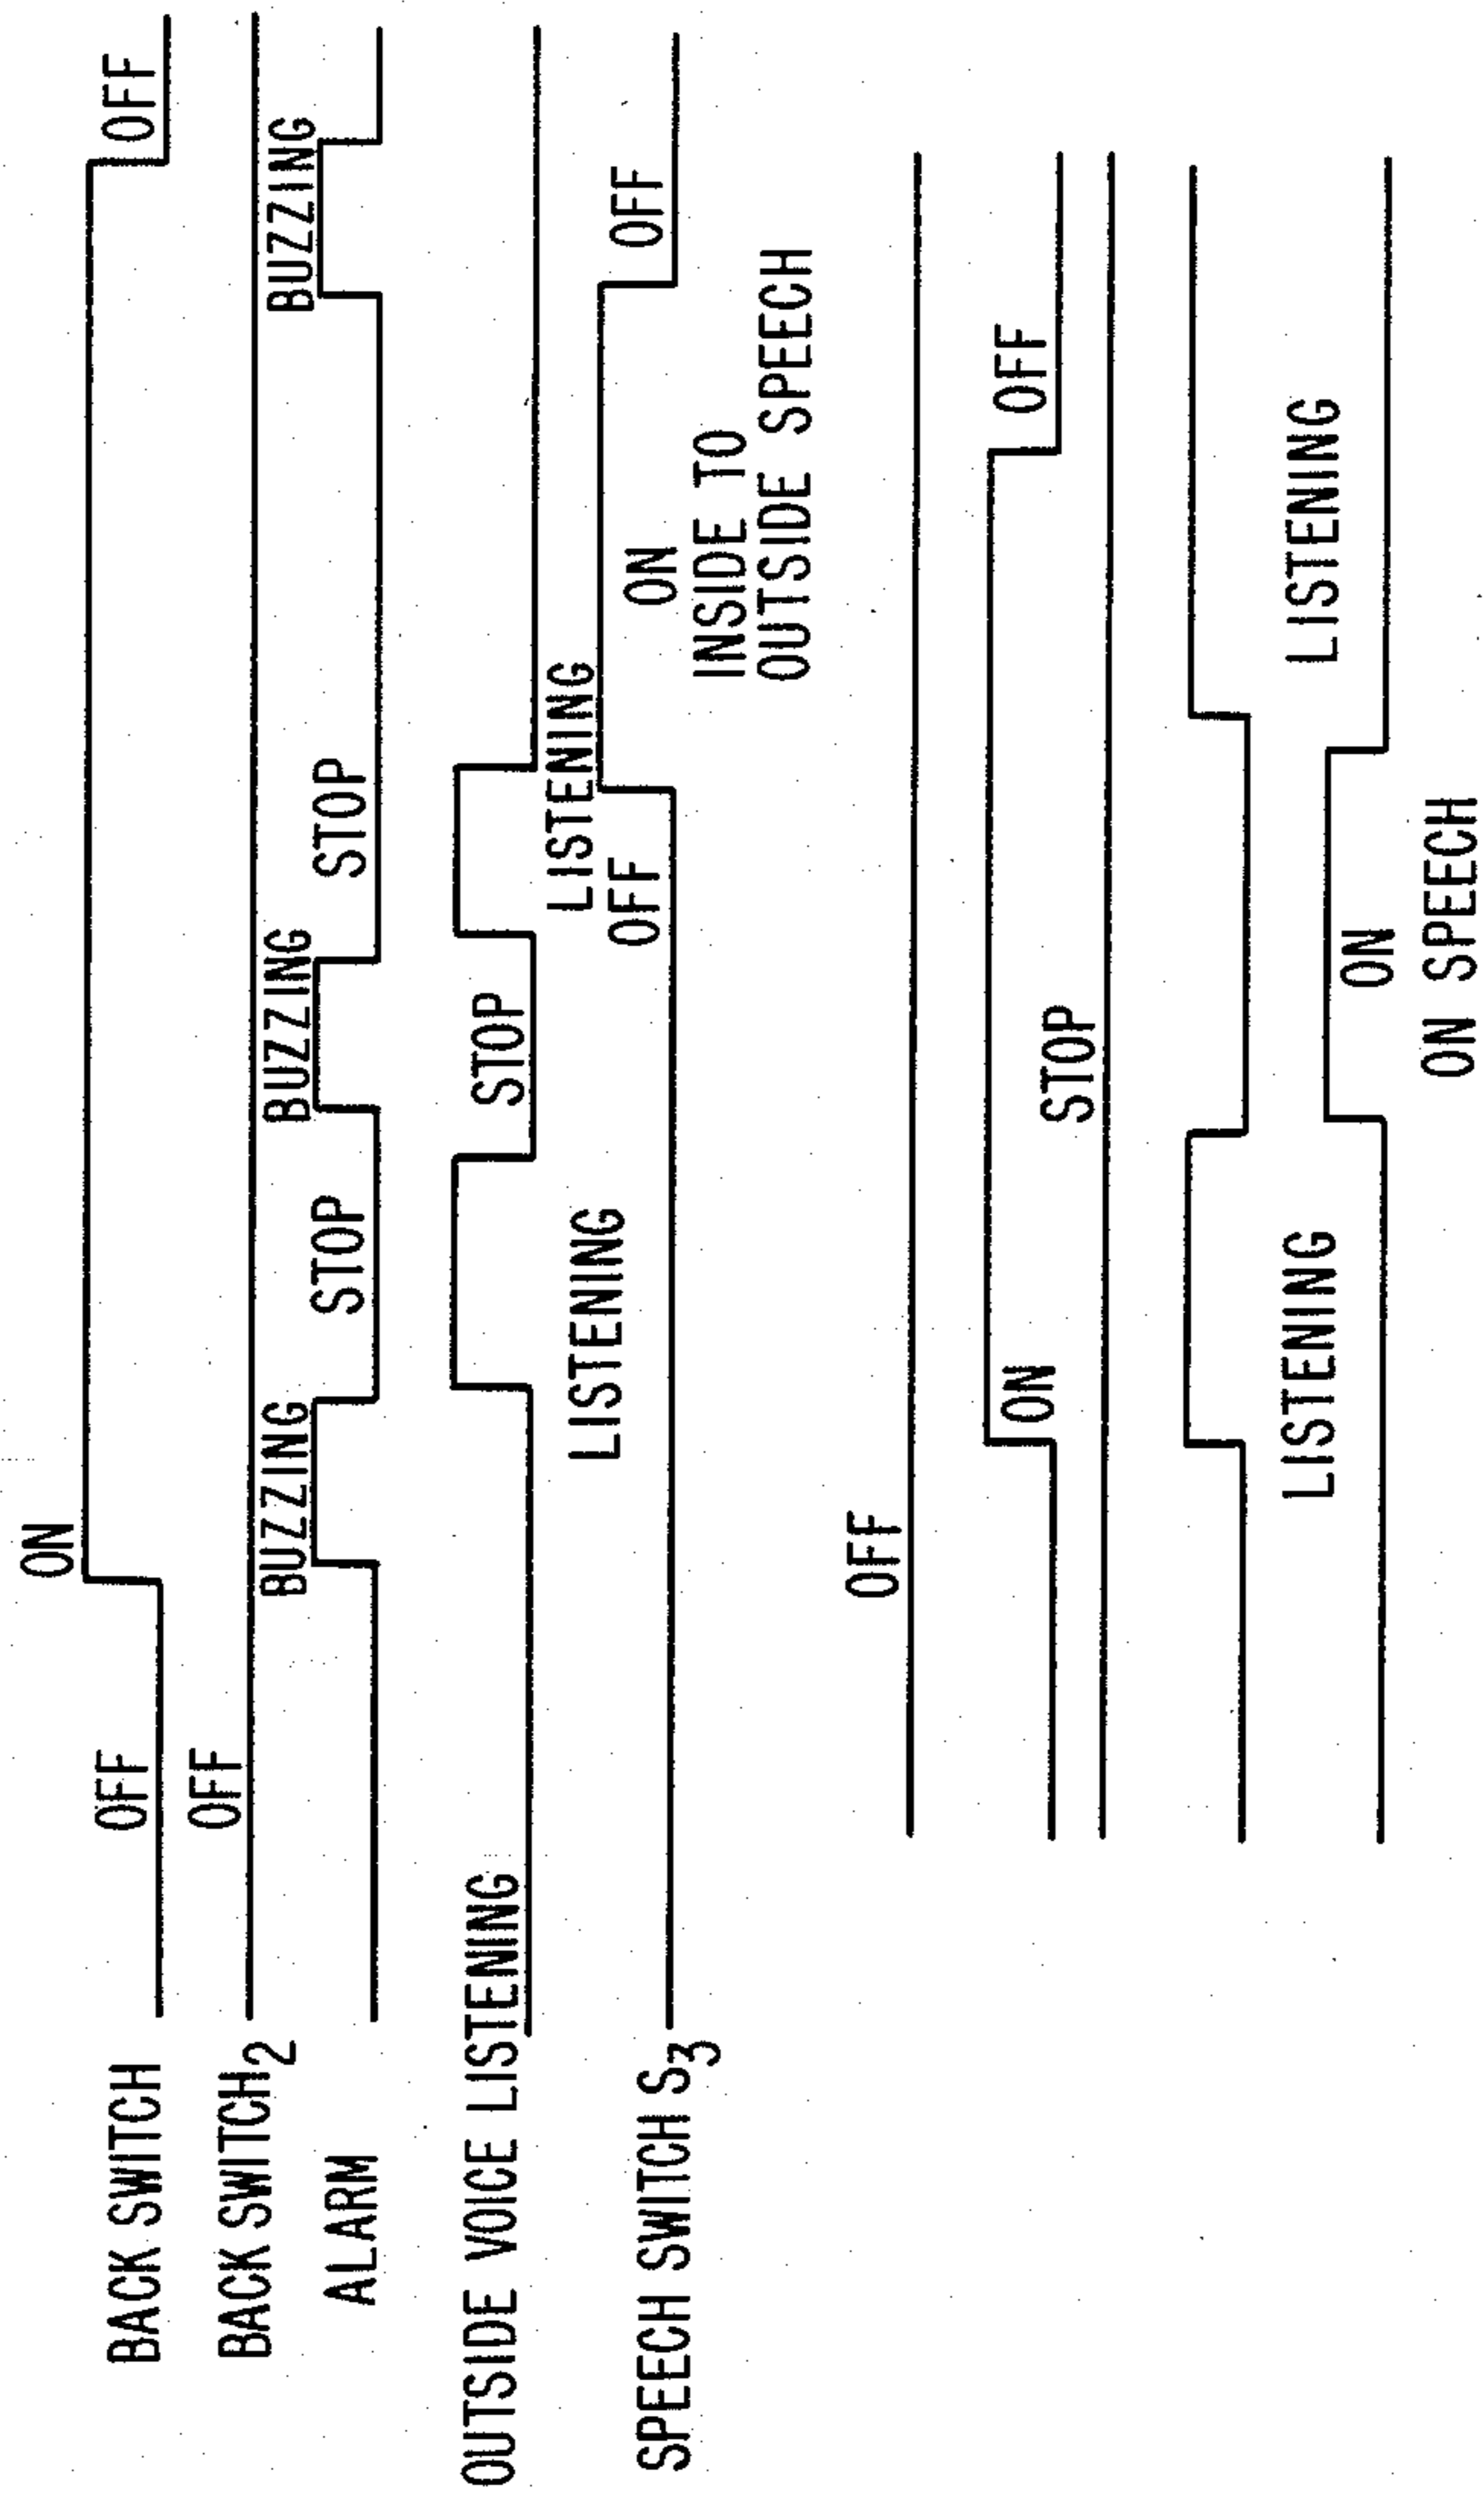 ON
BACK SWITCH OFF OFF
BACK SWITCH2 OFF
ALARM BUZZING STOP BUZZING STOP BUZZING
OUTSIDE VOICE LISTENING STOP
LISTENING LISTENING
SPEECH SWITCH S3 OFF ON OFF
INSIDE TO
OUTSIDE SPEECH
OFF
ON OFF
STOP
LISTENING LISTENING
ON
ON SPEECH